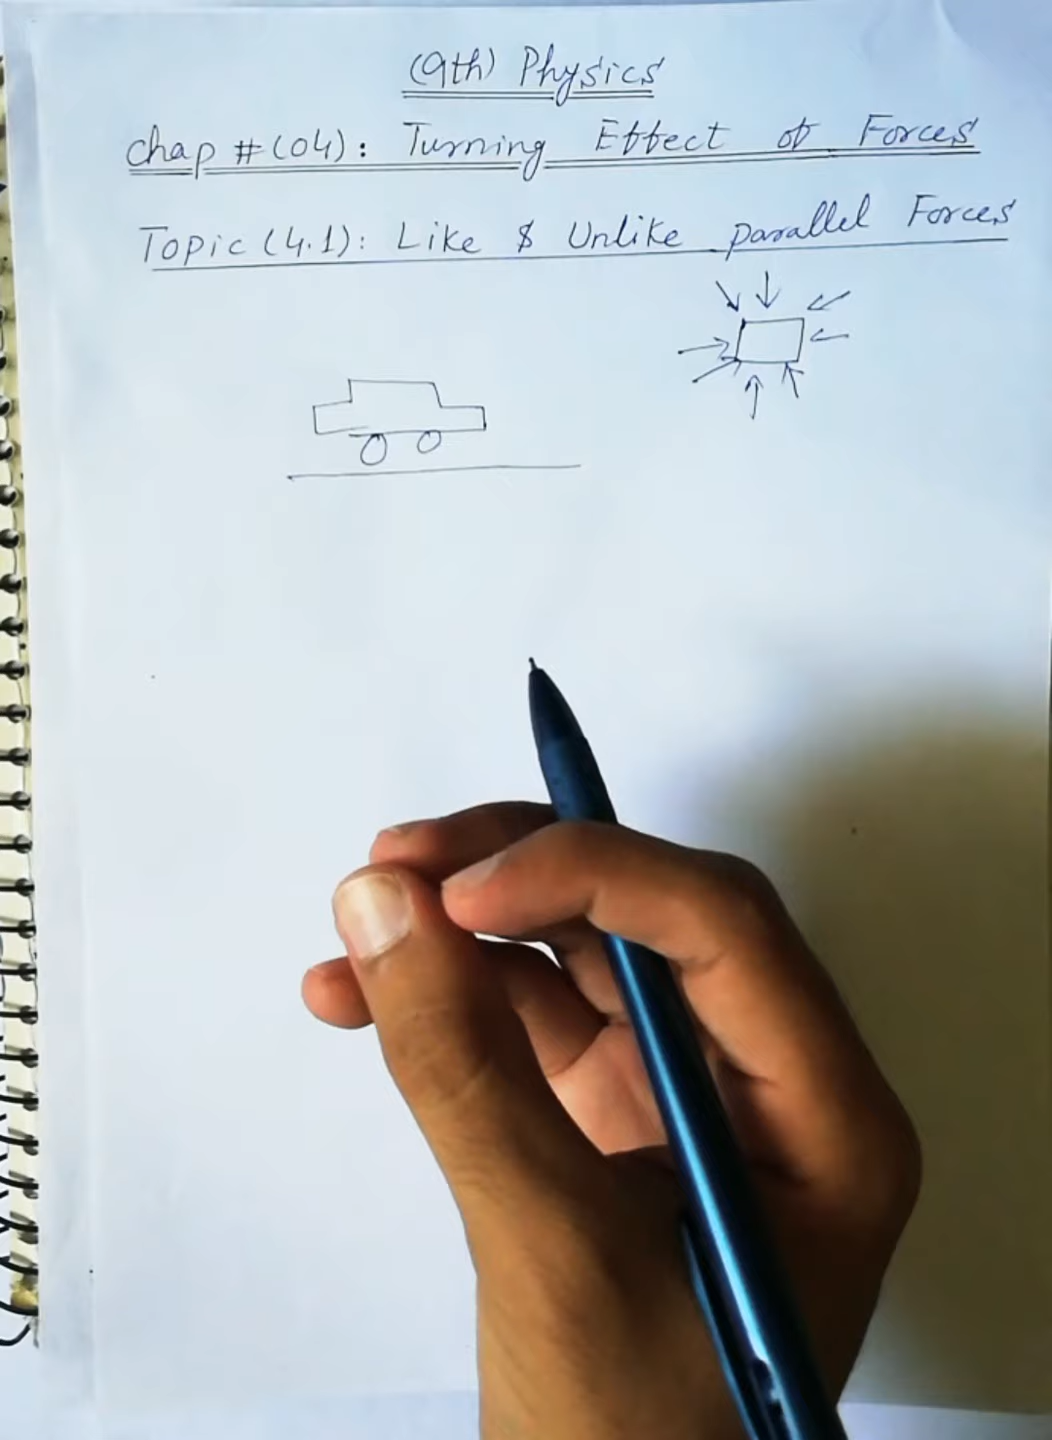 (9th) Physics
Chap # (04): Turning Effect of Forces
Topic (4.1): Like & Unlike parallel Forces